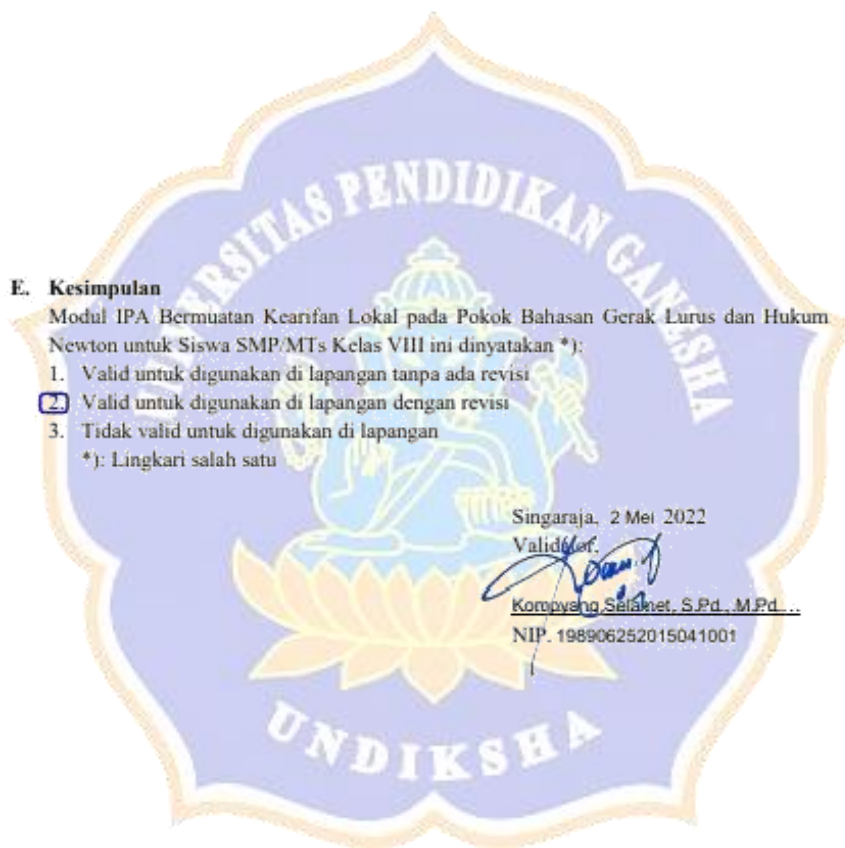 UNIVERSITAS PENDIDIKAN GANESHA
E. Kesimpulan
Modul IPA Bermuatan Kearifan Lokal pada Pokok Bahasan Gerak Lurus dan Hukum
Newton untuk Siswa SMP/MTs Kelas VIII ini dinyatakan *):
1. Valid untuk digunakan di lapangan tanpa ada revisi
2. Valid untuk digunakan di lapangan dengan revisi
3. Tidak valid untuk digunakan di lapangan
*): Lingkari salah satu
Singaraja, 2 Mei 2022
Validator,
Kompyang Selamet, S.Pd., M.Pd....
NIP. 198906252015041001
UNDIKSHA